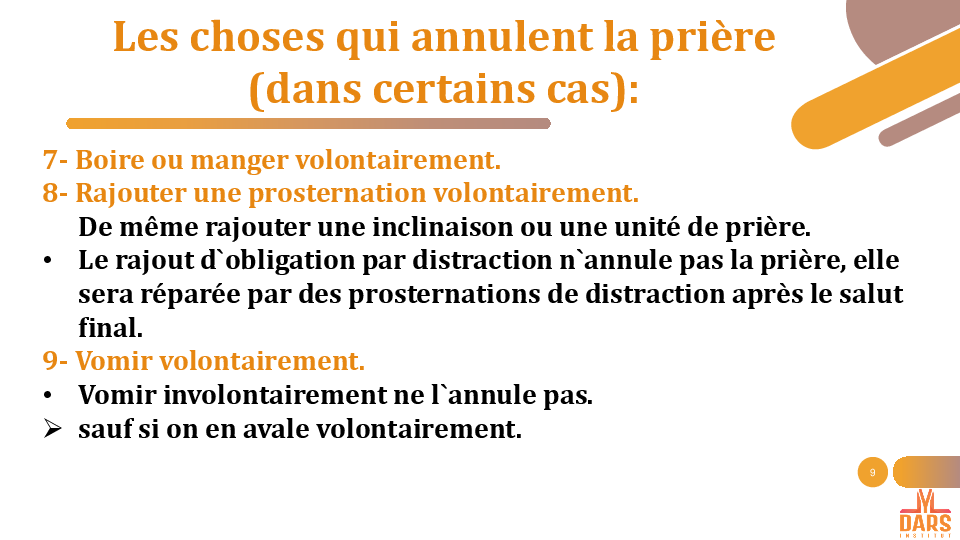 Les choses qui annulent la prière
(dans certains cas):
7- Boire ou manger volontairement.
8- Rajouter une prosternation volontairement.
De même rajouter une inclinaison ou une unité de prière.
• Le rajout d`obligation par distraction n`annule pas la prière, elle
sera réparée par des prosternations de distraction après le salut
final.
9- Vomir volontairement.
• Vomir involontairement ne l`annule pas.
➢ sauf si on en avale volontairement.
9
DARS
INSTITUT